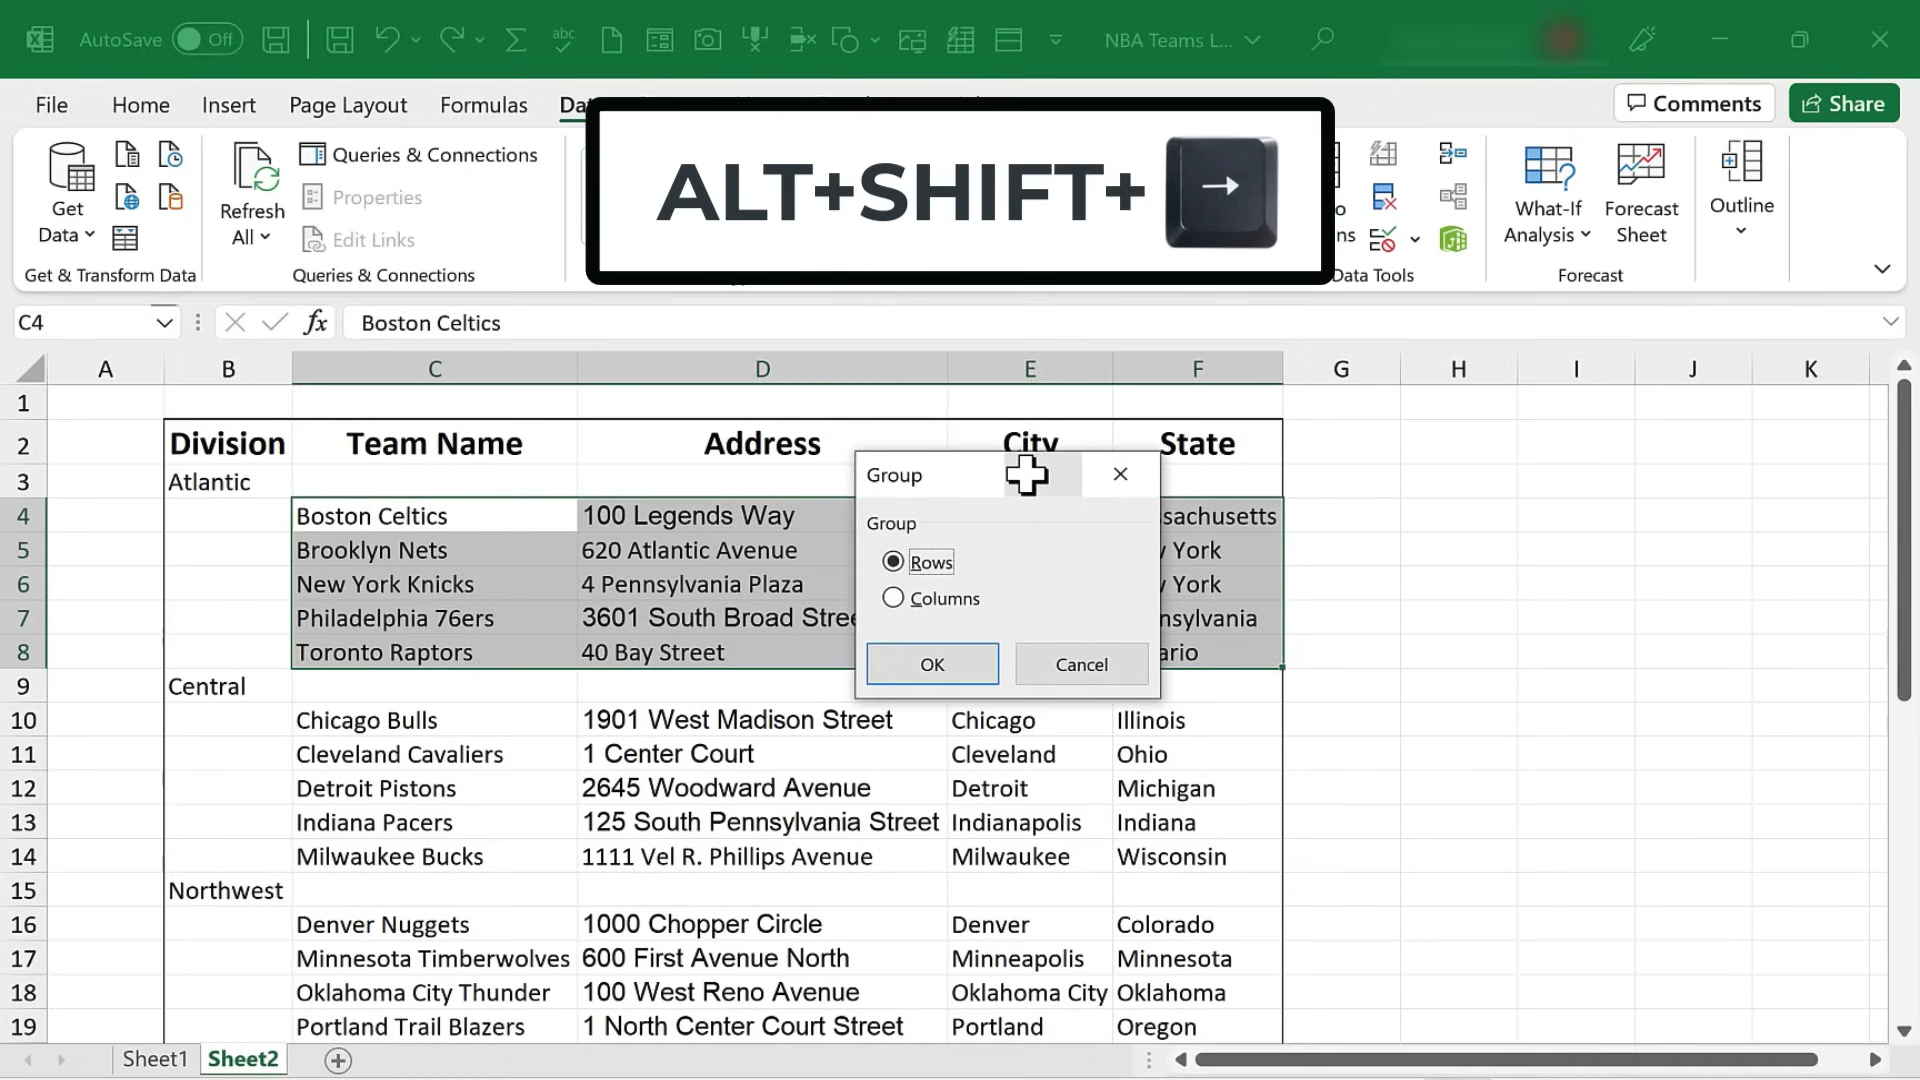 AutoSave Off abc NBA Teams L...
File Home Insert Page Layout Formulas Da Comments Share
ALT+SHIFT+→
Get Data
Refresh All
Queries & Connections
Properties
Edit Links
What-If Analysis
Forecast Sheet
Outline
Get & Transform Data
Queries & Connections
Data Tools
Forecast
C4 fx Boston Celtics
A B C D E F G H I J K
1
2 Division Team Name Address City State
3 Atlantic
4 Boston Celtics 100 Legends Way sachusetts
5 Brooklyn Nets 620 Atlantic Avenue York
6 New York Knicks 4 Pennsylvania Plaza York
7 Philadelphia 76ers 3601 South Broad Stree nsylvania
8 Toronto Raptors 40 Bay Street ario
Group
Group
Rows
Columns
OK Cancel
9 Central
10 Chicago Bulls 1901 West Madison Street Chicago Illinois
11 Cleveland Cavaliers 1 Center Court Cleveland Ohio
12 Detroit Pistons 2645 Woodward Avenue Detroit Michigan
13 Indiana Pacers 125 South Pennsylvania Street Indianapolis Indiana
14 Milwaukee Bucks 1111 Vel R. Phillips Avenue Milwaukee Wisconsin
15 Northwest
16 Denver Nuggets 1000 Chopper Circle Denver Colorado
17 Minnesota Timberwolves 600 First Avenue North Minneapolis Minnesota
18 Oklahoma City Thunder 100 West Reno Avenue Oklahoma City Oklahoma
19 Portland Trail Blazers 1 North Center Court Street Portland Oregon
Sheet1 Sheet2